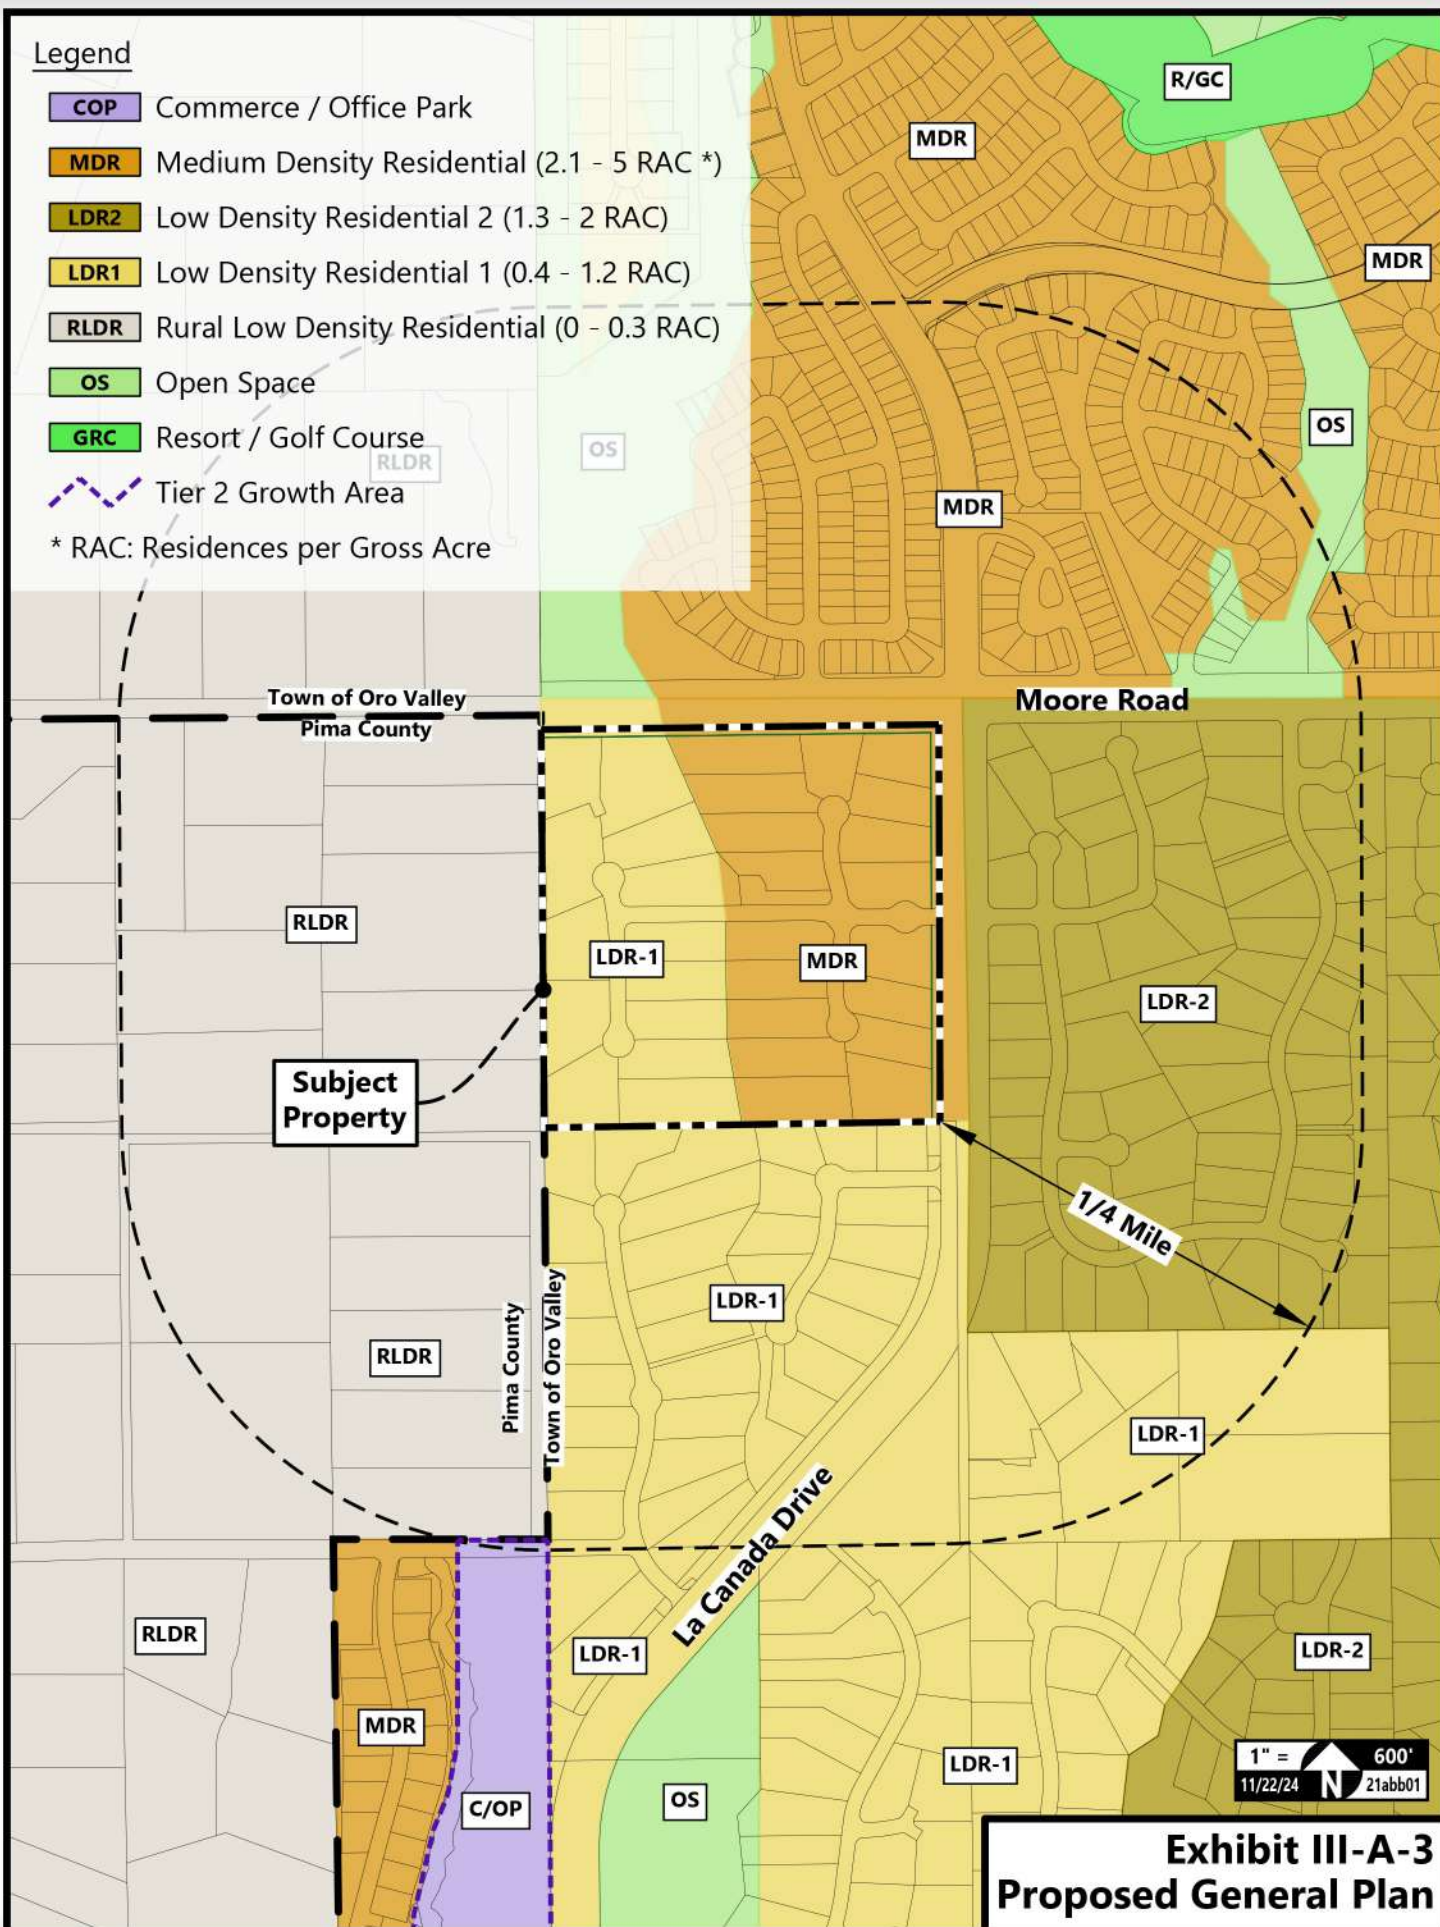 Legend
COP Commerce / Office Park
MDR Medium Density Residential (2.1 - 5 RAC *)
LDR2 Low Density Residential 2 (1.3 - 2 RAC)
LDR1 Low Density Residential 1 (0.4 - 1.2 RAC)
RLDR Rural Low Density Residential (0 - 0.3 RAC)
OS Open Space
GRC Resort / Golf Course
Tier 2 Growth Area
* RAC: Residences per Gross Acre
R/GC
MDR
MDR
OS
RLDR
OS
MDR
Town of Oro Valley
Pima County
Moore Road
RLDR
LDR-1
MDR
LDR-2
Subject
Property
1/4 Mile
LDR-1
RLDR
Pima County
Town of Oro Valley
LDR-1
La Canada Drive
RLDR
LDR-1
LDR-2
MDR
C/OP
OS
LDR-1
1" = 600'
11/22/24 N 21abb01
Exhibit III-A-3
Proposed General Plan